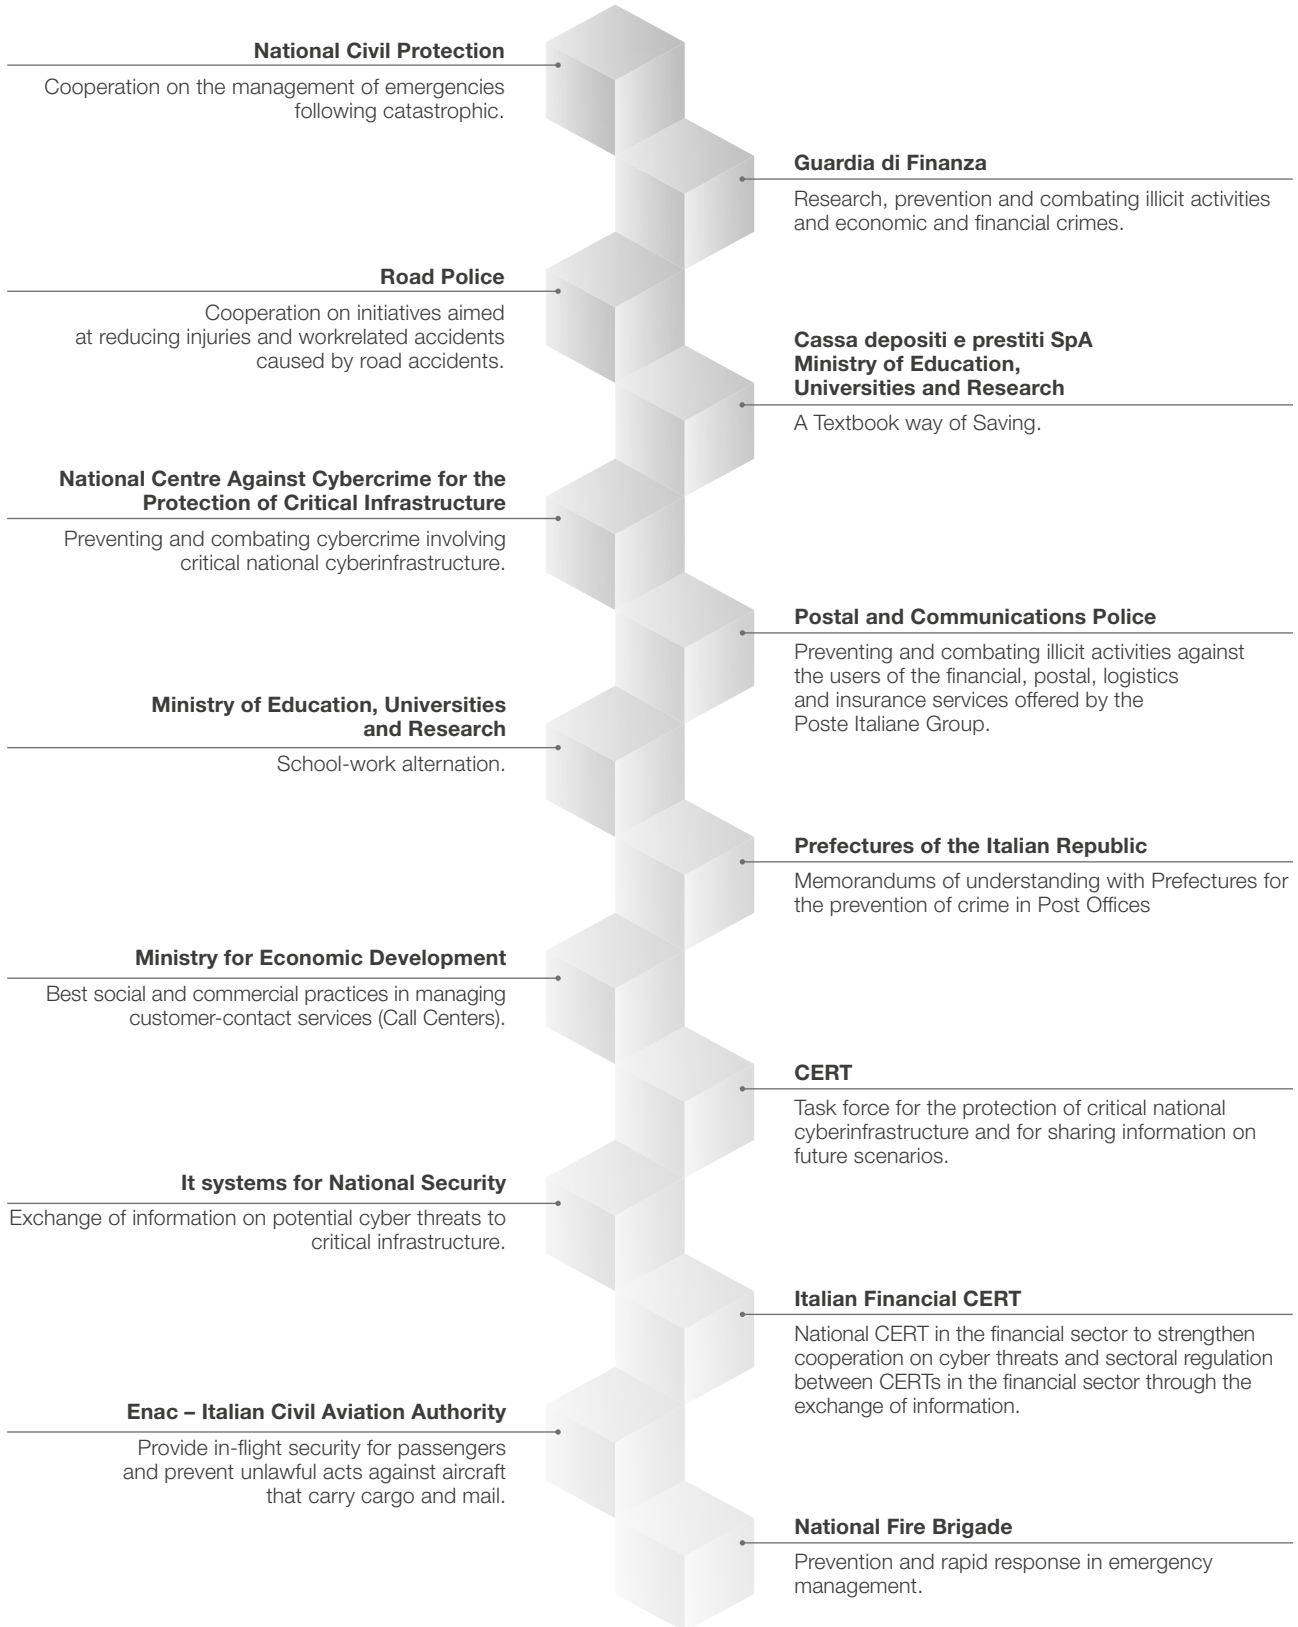 National Civil Protection
Cooperation on the management of emergencies
following catastrophic.
Guardia di Finanza
Research, prevention and combating illicit activities
and economic and financial crimes.
Road Police
Cooperation on initiatives aimed
at reducing injuries and workrelated accidents
caused by road accidents.
Cassa depositi e prestiti SpA
Ministry of Education,
Universities and Research
A Textbook way of Saving.
National Centre Against Cybercrime for the
Protection of Critical Infrastructure
Preventing and combating cybercrime involving
critical national cyberinfrastructure.
Postal and Communications Police
Preventing and combating illicit activities against
the users of the financial, postal, logistics
and insurance services offered by the
Poste Italiane Group.
Ministry of Education, Universities
and Research
School-work alternation.
Prefectures of the Italian Republic
Memorandums of understanding with Prefectures for
the prevention of crime in Post Offices
Ministry for Economic Development
Best social and commercial practices in managing
customer-contact services (Call Centers).
CERT
Task force for the protection of critical national
cyberinfrastructure and for sharing information on
future scenarios.
It systems for National Security
Exchange of information on potential cyber threats to
critical infrastructure.
Italian Financial CERT
National CERT in the financial sector to strengthen
cooperation on cyber threats and sectoral regulation
between CERTs in the financial sector through the
exchange of information.
Enac – Italian Civil Aviation Authority
Provide in-flight security for passengers
and prevent unlawful acts against aircraft
that carry cargo and mail.
National Fire Brigade
Prevention and rapid response in emergency
management.